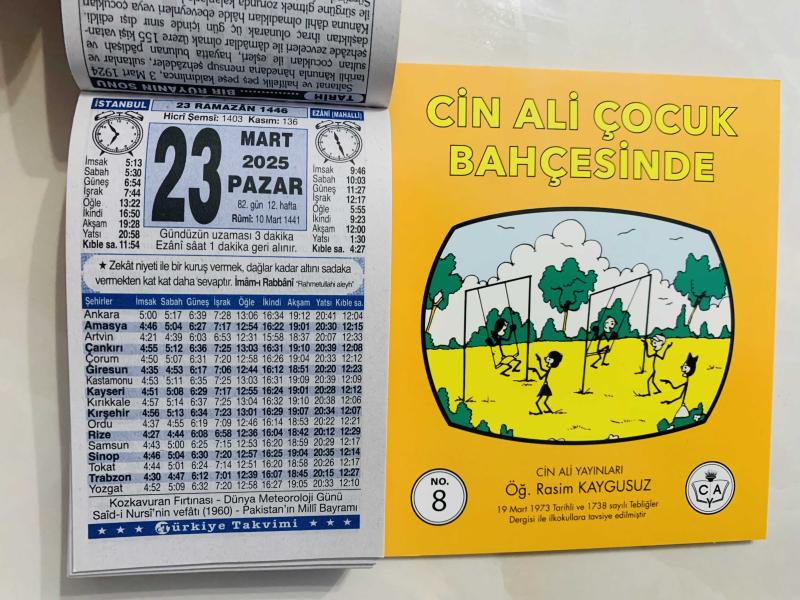 Saltanat ve halifelik peş peşe kaldırılınca, 3 Mart 1924
TARİH ........ BİR RÜYANIN SONU
İSTANBUL
23 RAMAZÂN 1446
Hicrî Şemsî: 1403 Kasım: 136
EZÂNÎ (MAHALLÎ)
23
MART
2025
PAZAR
82. gün 12. hafta
Rûmî: 10 Mart 1441
İmsak 5:13
Sabah 5:30
Güneş 6:54
İşrak 7:44
Öğle 13:22
İkindi 16:50
Akşam 19:28
Yatsı 20:58
Kıble sa. 11:54
İmsak 9:46
Sabah 10:03
Güneş 11:27
İşrak 12:17
Öğle 5:55
İkindi 9:23
Akşam 12:00
Yatsı 1:30
Kıble sa. 4:27
Gündüzün uzaması 3 dakika
Ezânî sâat 1 dakika geri alınır.
★ Zekât niyeti ile bir kuruş vermek, dağlar kadar altını sadaka
vermekten kat kat daha sevaptır. İmâm-ı Rabbânî "Rahmetullahi aleyh"
Şehirler İmsak Sabah Güneş İşrak Öğle İkindi Akşam Yatsı Kıble sa.
Ankara 5:00 5:17 6:39 7:28 13:06 16:34 19:12 20:41 12:04
Amasya 4:46 5:04 6:27 7:17 12:54 16:22 19:01 20:30 12:15
Artvin 4:21 4:39 6:03 6:53 12:31 15:58 18:37 20:07 12:33
Çankırı 4:55 5:12 6:36 7:25 13:03 16:31 19:10 20:39 12:08
Çorum 4:50 5:07 6:31 7:20 12:58 16:26 19:04 20:33 12:12
Giresun 4:35 4:53 6:17 7:06 12:44 16:12 18:51 20:20 12:23
Kastamonu 4:53 5:11 6:35 7:25 13:03 16:31 19:09 20:39 12:09
Kayseri 4:51 5:08 6:29 7:17 12:55 16:24 19:01 20:28 12:12
Kırıkkale 4:57 5:14 6:37 7:25 13:04 16:32 19:10 20:38 12:06
Kırşehir 4:56 5:13 6:34 7:23 13:01 16:29 19:07 20:34 12:07
Ordu 4:37 4:55 6:19 7:09 12:46 16:14 18:53 20:22 12:21
Rize 4:27 4:44 6:08 6:58 12:36 16:04 18:42 20:12 12:29
Samsun 4:43 5:00 6:25 7:15 12:53 16:20 18:59 20:29 12:17
Sinop 4:46 5:04 6:30 7:20 12:57 16:25 19:04 20:35 12:14
Tokat 4:44 5:01 6:24 7:14 12:51 16:20 18:58 20:26 12:17
Trabzon 4:30 4:47 6:12 7:01 12:39 16:07 18:45 20:15 12:27
Yozgat 4:52 5:09 6:32 7:20 12:58 16:27 19:05 20:33 12:10
Kozkavuran Fırtınası - Dünya Meteoroloji Günü
Saîd-i Nursî'nin vefâtı (1960) - Pakistan'ın Millî Bayramı
Türkiye Takvimi
CİN ALİ ÇOCUK
BAHÇESİNDE
NO.
8
CİN ALİ YAYINLARI
Öğ. Rasim KAYGUSUZ
19 Mart 1973 Tarihli ve 1738 sayılı Tebliğler
Dergisi ile ilkokullara tavsiye edilmiştir
C A
Y